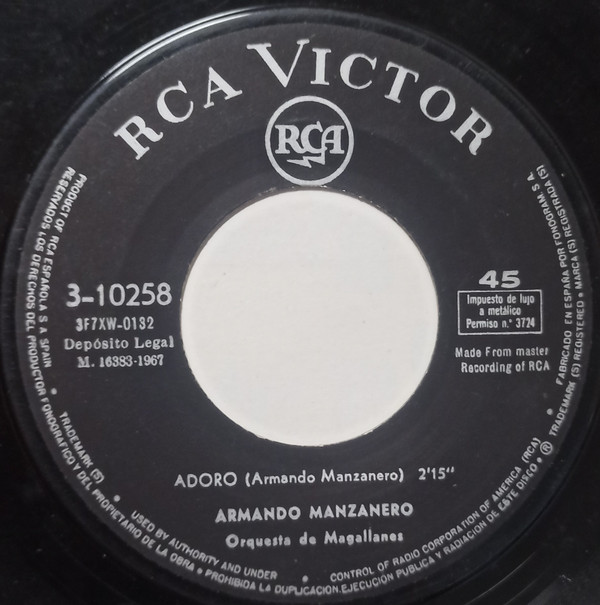 RCA VICTOR
RCA
3-10258
3F7XW-0132
Depósito Legal
M. 16383-1967
45
Impuesto de lujo
a metálico
Permiso n.º 3724
Made From master
Recording of RCA
ADORO (Armando Manzanero) 2'15"
ARMANDO MANZANERO
Orquesta de Magallanes
PRODUCT OF RCA ESPAÑOLA, S. A. SPAIN • TRADEMARK (S) • USED BY AUTHORITY AND UNDER • CONTROL OF RADIO CORPORATION OF AMERICA (RCA) • ® TRADEMARK (S) REGISTERED • MARCA (S) REGISTRADA (S)
RESERVADOS LOS DERECHOS DEL PRODUCTOR FONOGRAFICO Y DEL PROPIETARIO DE LA OBRA • PROHIBIDA LA DUPLICACION, EJECUCION PUBLICA Y RADIACION DE ESTE DISCO • FABRICADO EN ESPAÑA POR FONOGRAM, S. A.